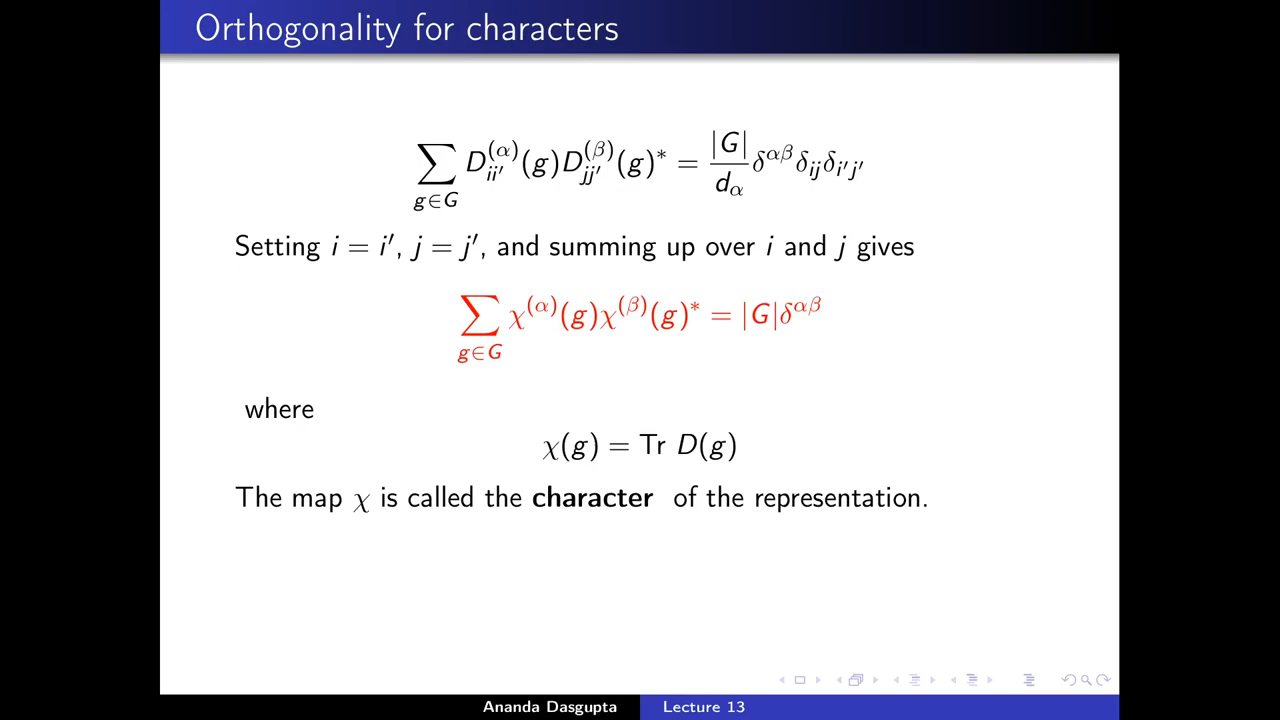 Orthogonality for characters
∑_{g∈G} D^{(α)}_{ii′}(g)D^{(β)}_{jj′}(g)* = |G|/d_α δ^{αβ}δ_{ij}δ_{i′j′}
Setting i = i′, j = j′, and summing up over i and j gives
∑_{g∈G} χ^{(α)}(g)χ^{(β)}(g)* = |G|δ^{αβ}
where
χ(g) = Tr D(g)
The map χ is called the character of the representation.
Ananda Dasgupta Lecture 13